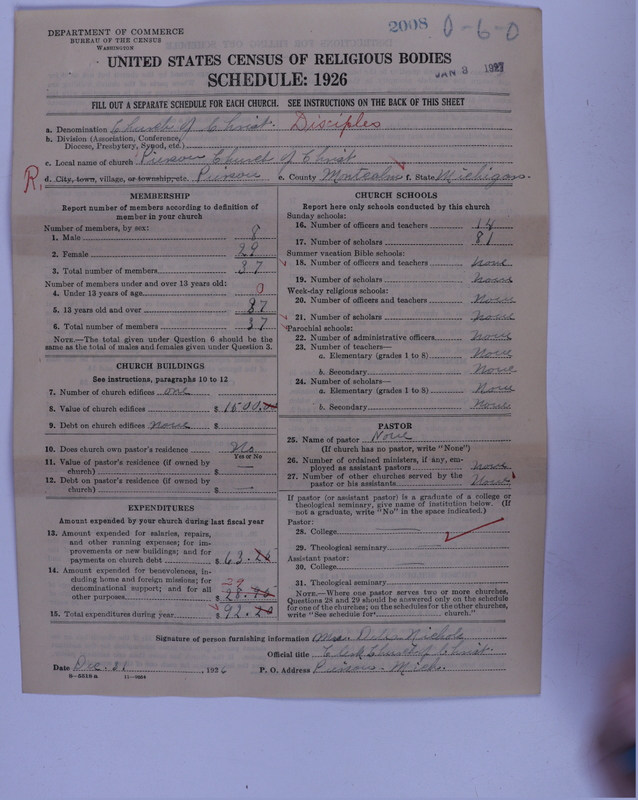 DEPARTMENT OF COMMERCE
BUREAU OF THE CENSUS
WASHINGTON
2008 0-6-0
UNITED STATES CENSUS OF RELIGIOUS BODIES
SCHEDULE: 1926
JAN 3 1927
FILL OUT A SEPARATE SCHEDULE FOR EACH CHURCH. SEE INSTRUCTIONS ON THE BACK OF THIS SHEET
a. Denomination Church of Christ. Disciples
b. Division (Association, Conference, Diocese, Presbytery, Synod, etc.)
c. Local name of church Pierson Church of Christ
R, d. City, town, village, or township, etc. Pierson e. County Montcalm f. State Michigan.
MEMBERSHIP
Report number of members according to definition of member in your church
Number of members, by sex:
1. Male 8
2. Female 29
3. Total number of members 37
Number of members under and over 13 years old:
4. Under 13 years of age 0
5. 13 years old and over 37
6. Total number of members 37
NOTE.—The total given under Question 6 should be the same as the total of males and females given under Question 3.
CHURCH BUILDINGS
See instructions, paragraphs 10 to 12
7. Number of church edifices one
8. Value of church edifices $ 1500.00
9. Debt on church edifices none $
10. Does church own pastor's residence? No
Yes or No
11. Value of pastor's residence (if owned by church) $
12. Debt on pastor's residence (if owned by church) $
EXPENDITURES
Amount expended by your church during last fiscal year
13. Amount expended for salaries, repairs, and other running expenses; for improvements or new buildings; and for payments on church debt $ 63.
14. Amount expended for benevolences, including home and foreign missions; for denominational support; and for all other purposes $ 29 28.
15. Total expenditures during year $ 92.
CHURCH SCHOOLS
Report here only schools conducted by this church
Sunday schools:
16. Number of officers and teachers 14
17. Number of scholars 81
Summer vacation Bible schools:
18. Number of officers and teachers none
19. Number of scholars none
Week-day religious schools:
20. Number of officers and teachers None
21. Number of scholars none
Parochial schools:
22. Number of administrative officers none
23. Number of teachers—
a. Elementary (grades 1 to 8) None
b. Secondary None
24. Number of scholars—
a. Elementary (grades 1 to 8) None
b. Secondary None
PASTOR
25. Name of pastor None
(If church has no pastor, write "None")
26. Number of ordained ministers, if any, employed as assistant pastors none
27. Number of other churches served by the pastor or his assistants None
If pastor (or assistant pastor) is a graduate of a college or theological seminary, give name of institution below. (If not a graduate, write "No" in the space indicated.)
Pastor:
28. College
29. Theological seminary
Assistant pastor:
30. College
31. Theological seminary
NOTE.—Where one pastor serves two or more churches, Questions 28 and 29 should be answered only on the schedule for one of the churches; on the schedules for the other churches, write "See schedule for church."
Signature of person furnishing information Mrs. Nichols
Official title Clerk Church of Christ.
Date Dec. 31, 1926 P. O. Address Pierson Mich.